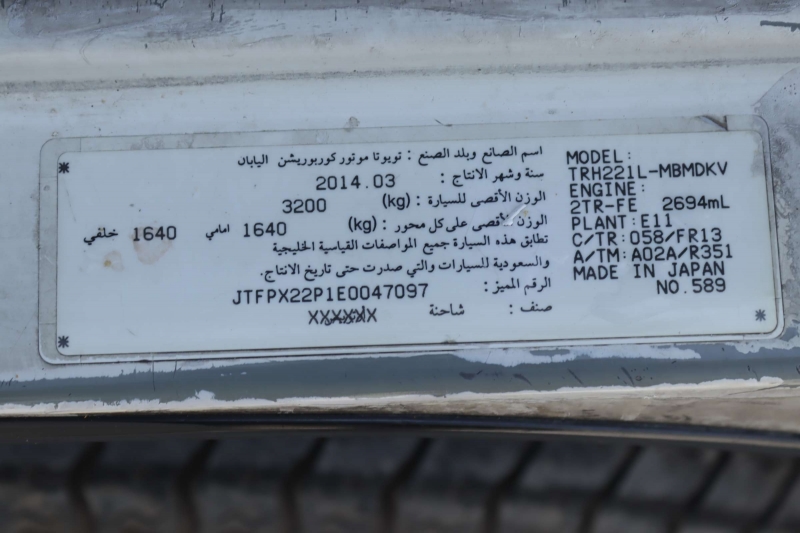 اسم الصانع وبلد الصنع : تويوتا موتور كوربوريشن اليابان
سنة وشهر الانتاج : 2014.03
الوزن الأقصى للسيارة : (kg) 3200
الوزن الأقصى على كل محور : (kg) 1640 امامي 1640 خلفي
تطابق هذه السيارة جميع المواصفات القياسية الخليجية
والسعودية للسيارات والتي صدرت حتى تاريخ الانتاج.
الرقم المميز : JTFPX22P1E0047097
صنف : شاحنة
MODEL:
TRH221L-MBMDKV
ENGINE:
2TR-FE 2694mL
PLANT: E11
C/TR: 058/FR13
A/TM: A02A/R351
MADE IN JAPAN
NO.589